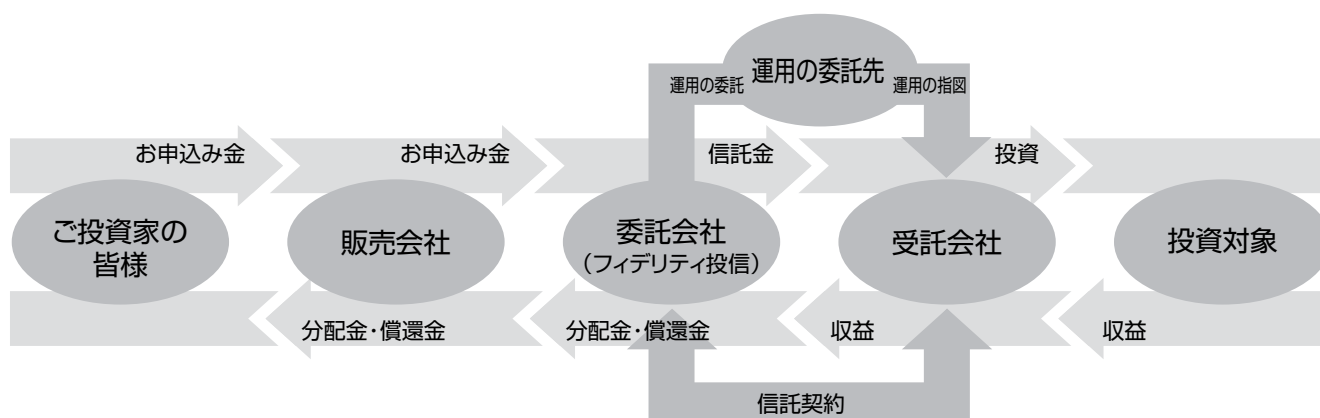 運用の委託先
運用の委託
運用の指図
お申込み金
お申込み金
信託金
投資
ご投資家の
皆様
販売会社
委託会社
(フィデリティ投信)
受託会社
投資対象
分配金・償還金
分配金・償還金
収益
収益
信託契約